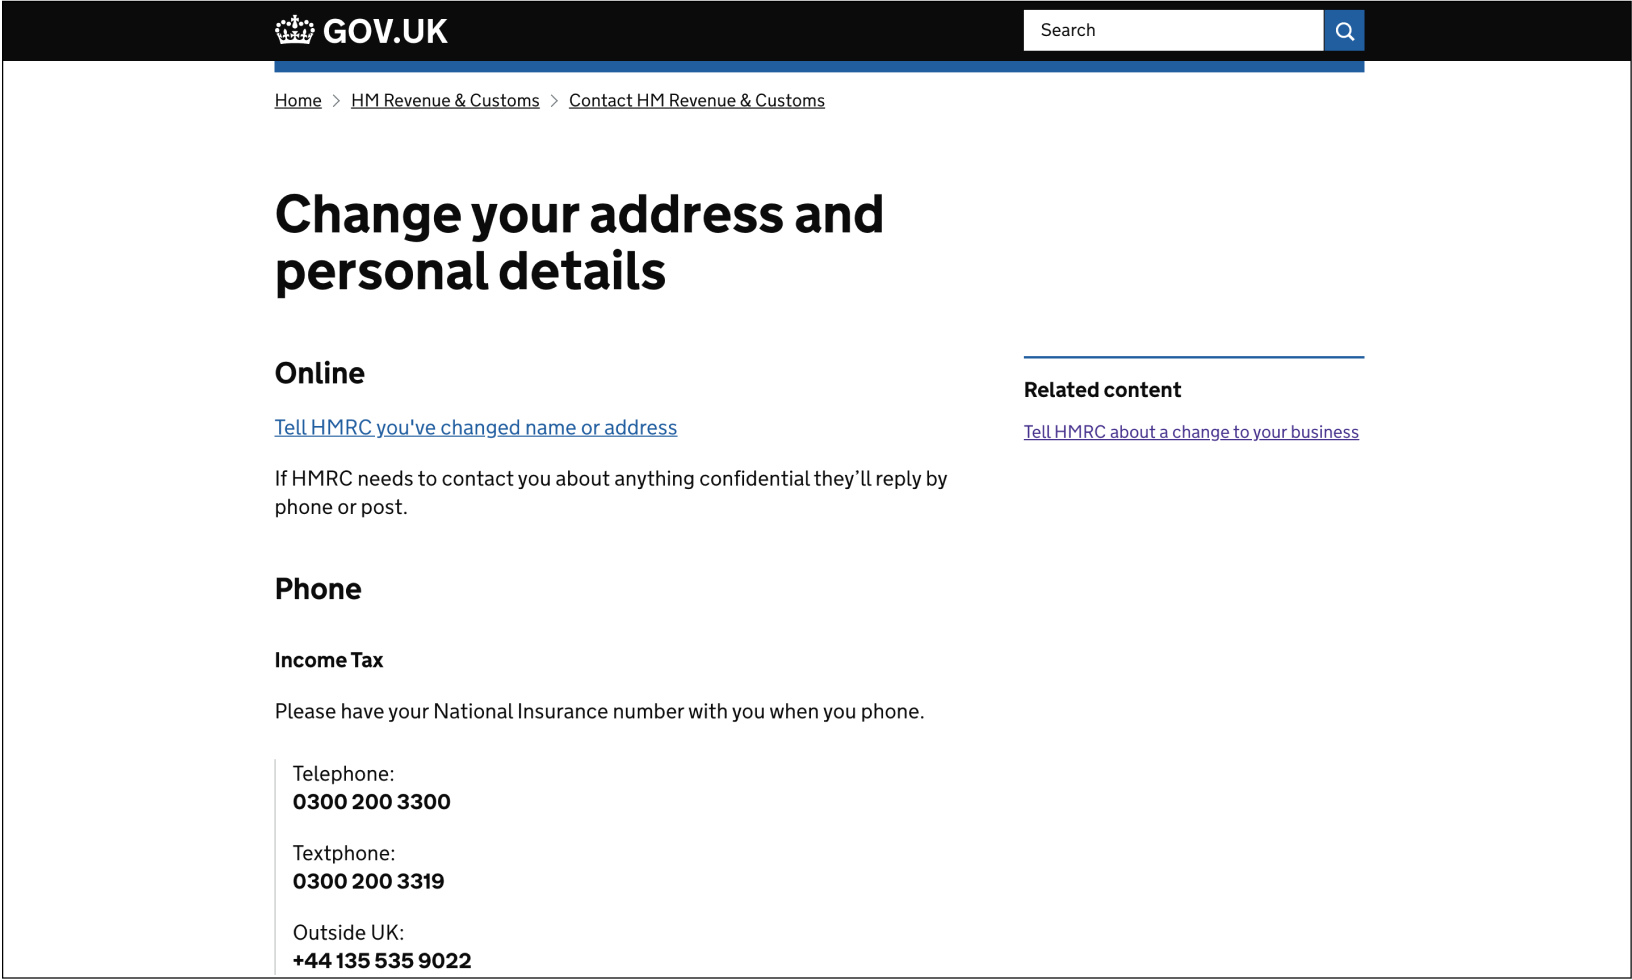 GOV.UK
Search
Home > HM Revenue & Customs > Contact HM Revenue & Customs
Change your address and
personal details
Online
Tell HMRC you've changed name or address
If HMRC needs to contact you about anything confidential they’ll reply by
phone or post.
Related content
Tell HMRC about a change to your business
Phone
Income Tax
Please have your National Insurance number with you when you phone.
Telephone:
0300 200 3300
Textphone:
0300 200 3319
Outside UK:
+44 135 535 9022